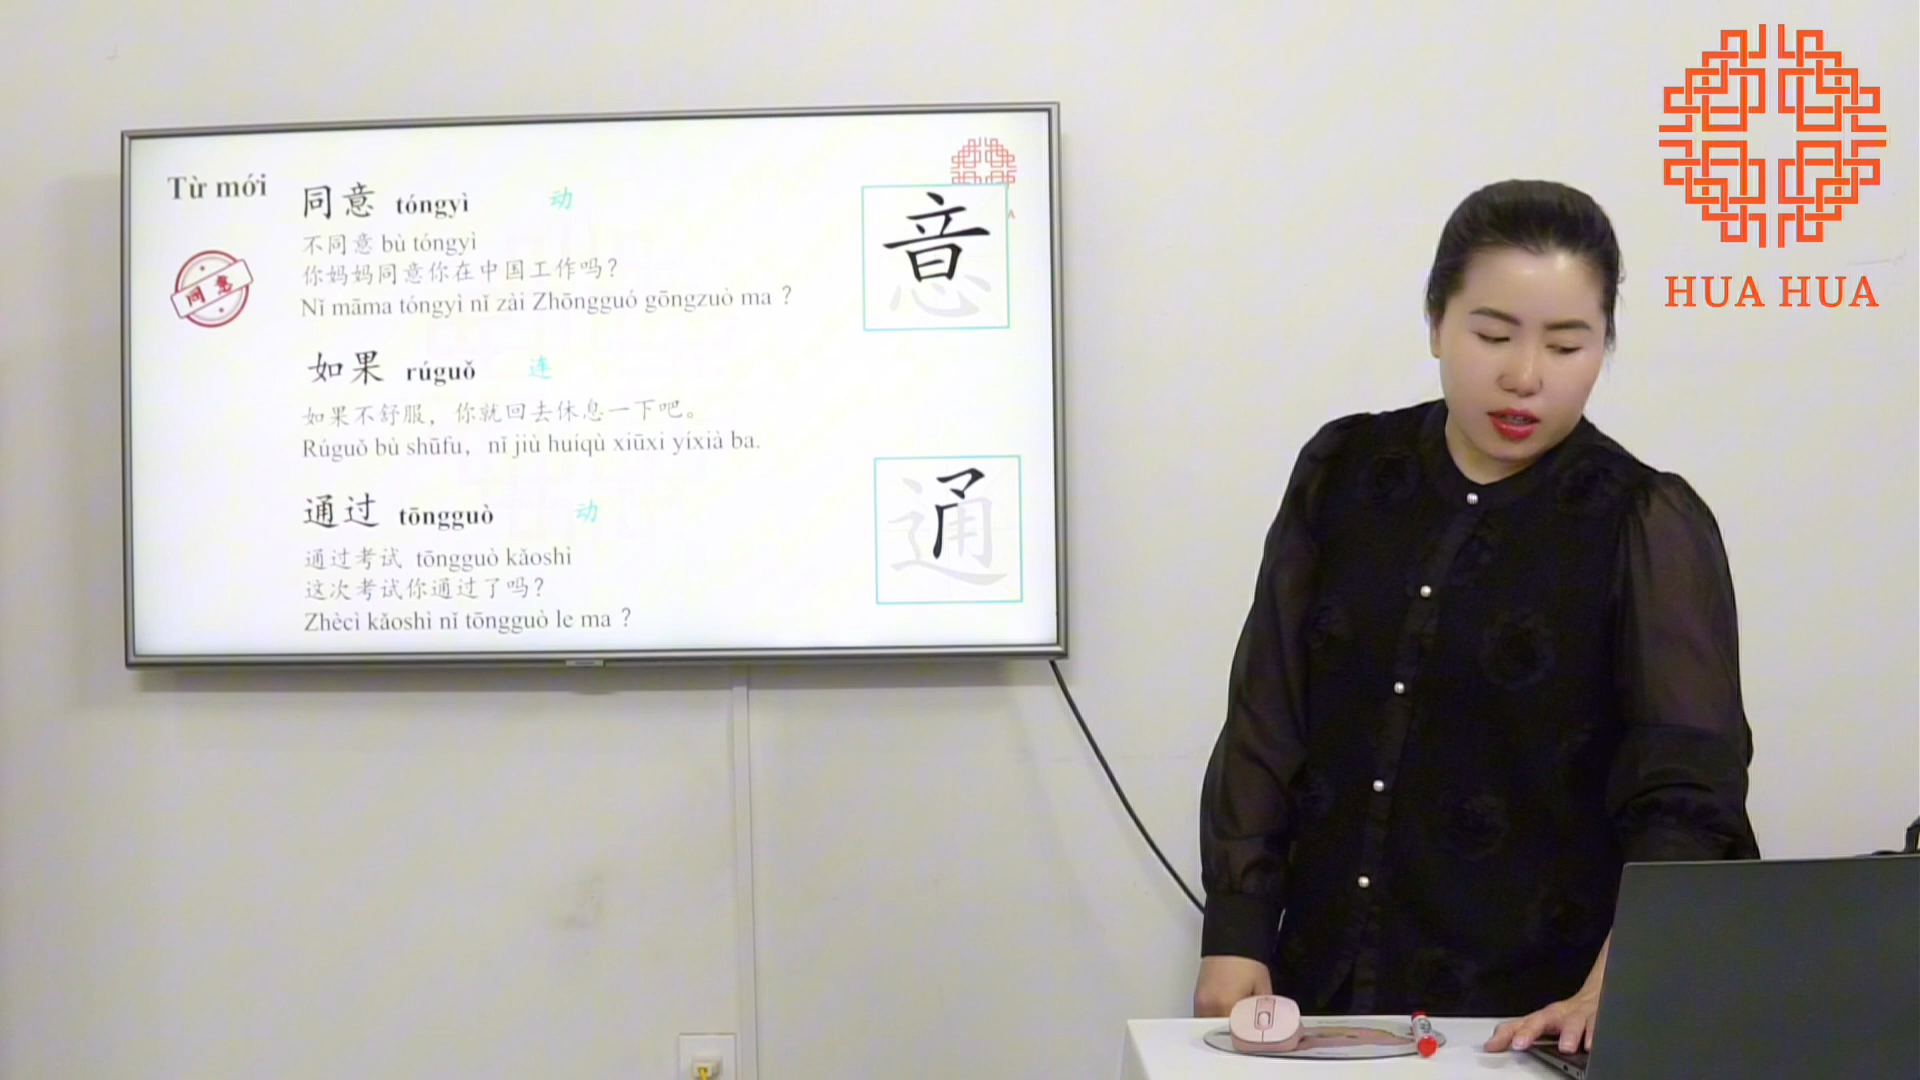 Từ mới
同意 tóngyì 动
不同意 bù tóngyì
你妈妈同意你在中国工作吗?
Nǐ māma tóngyì nǐ zài Zhōngguó gōngzuò ma ?
同意
意
如果 rúguǒ 连
如果不舒服，你就回去休息一下吧。
Rúguǒ bù shūfu, nǐ jiù huíqù xiūxi yíxià ba.
通过 tōngguò 动
通过考试 tōngguò kǎoshì
这次考试你通过了吗?
Zhècì kǎoshì nǐ tōngguò le ma ?
通
HUA HUA